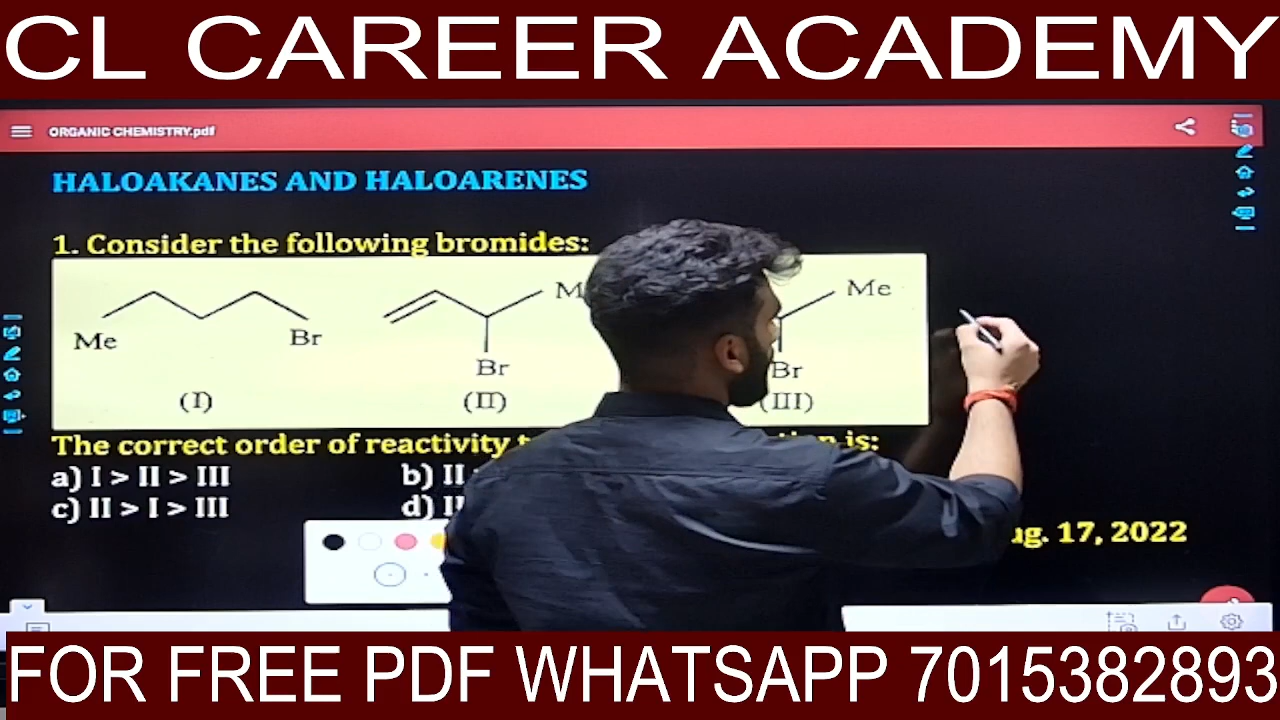 CL CAREER ACADEMY
ORGANIC CHEMISTRY.pdf
HALOAKANES AND HALOARENES
1. Consider the following bromides:
Me Br M Br Me Br
(I) (II) (III)
The correct order of reactivity is:
a) I > II > III b) II
c) II > I > III d)
17, 2022
FOR FREE PDF WHATSAPP 7015382893